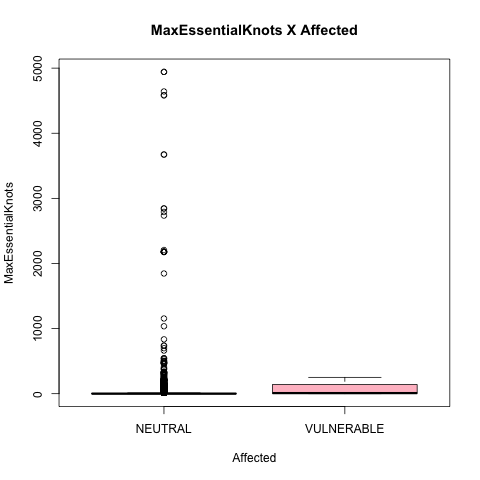 MaxEssentialKnots X Affected
MaxEssentialKnots
5000
4000
3000
2000
1000
0
NEUTRAL VULNERABLE
Affected